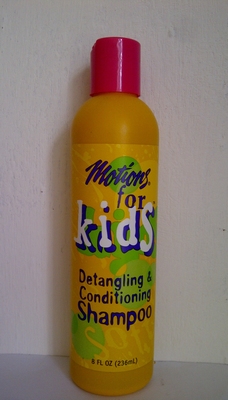 Motions
for
kids
Detangling &
Conditioning
Shampoo
8 FL OZ (236mL)